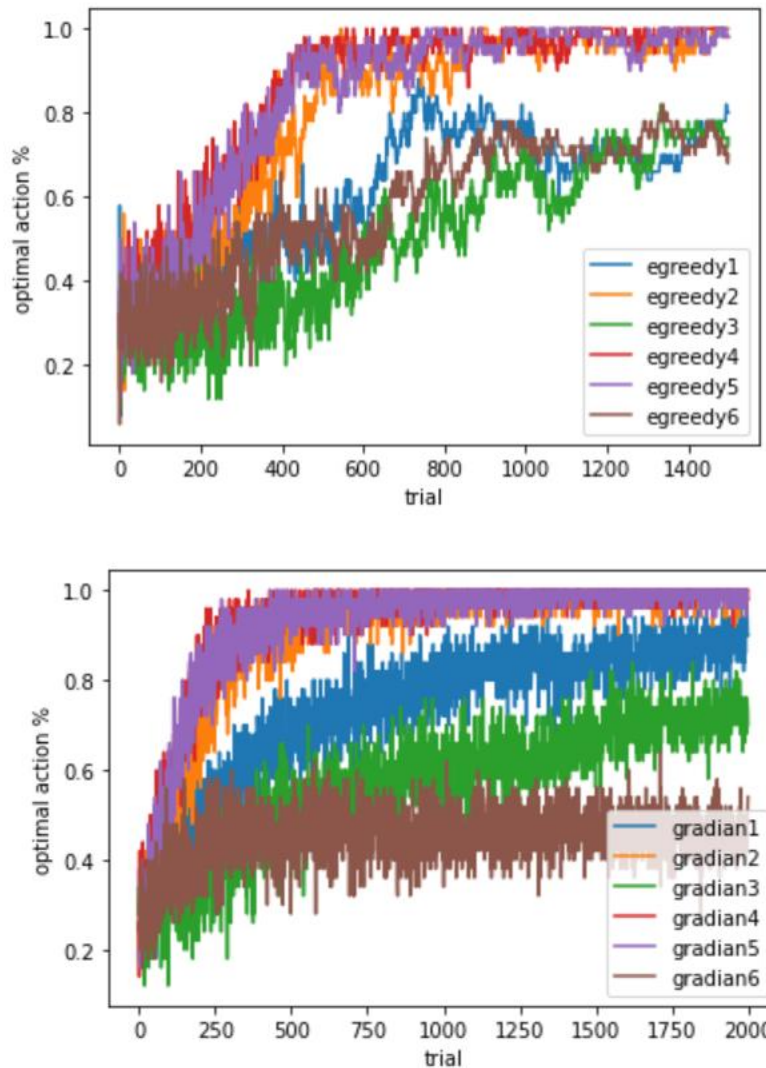 1.0
0.8
0.6
0.4
0.2
optimal action %
egreedy1
egreedy2
egreedy3
egreedy4
egreedy5
egreedy6
0 200 400 600 800 1000 1200 1400
trial
1.0
0.8
0.6
0.4
0.2
optimal action %
gradian1
gradian2
gradian3
gradian4
gradian5
gradian6
0 250 500 750 1000 1250 1500 1750 2000
trial